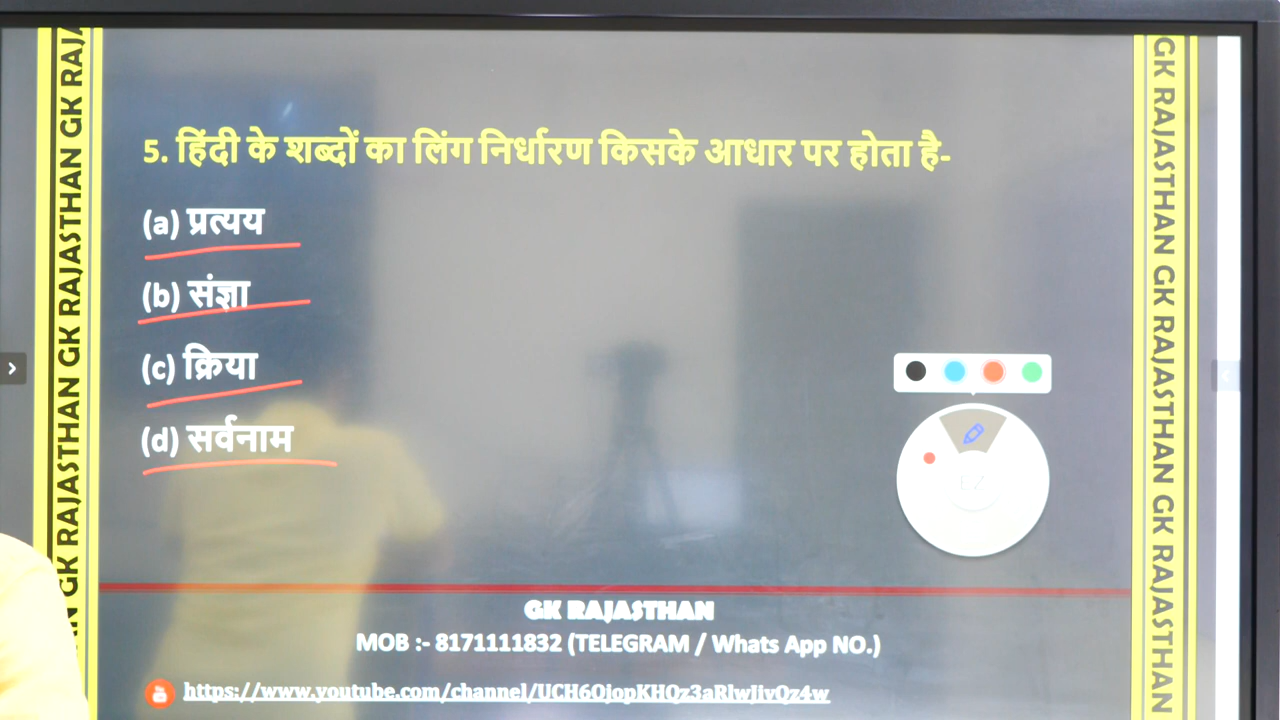 5. हिंदी के शब्दों का लिंग निर्धारण किसके आधार पर होता है-
(a) प्रत्यय
(b) संज्ञा
(c) क्रिया
(d) सर्वनाम
GK RAJASTHAN
MOB :- 8171111832 (TELEGRAM / Whats App NO.)
https://www.youtube.com/channel/UCH6QjopKHQz3aRlwJivQz4w
GK RAJASTHAN GK RAJASTHAN GK RAJ
GK RAJASTHAN GK RAJASTHAN GK RAJASTHAN